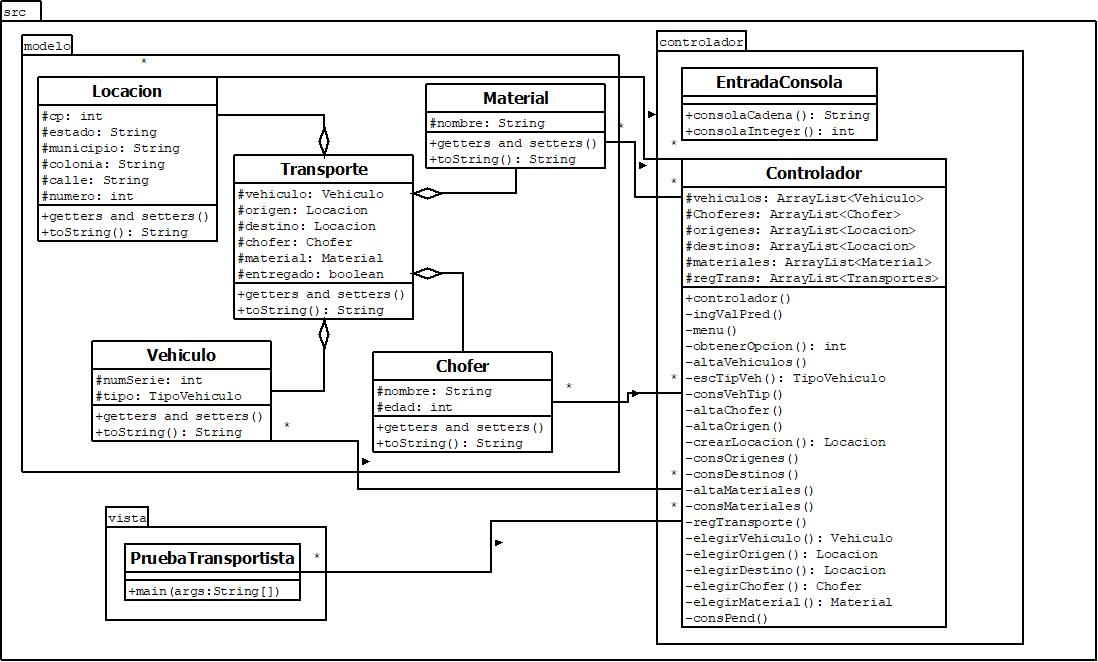 src
modelo
*
Locacion
#cp: int
#estado: String
#municipio: String
#colonia: String
#calle: String
#numero: int
+getters and setters()
+toString(): String
Material
#nombre: String
+getters and setters()
+toString(): String
*
Transporte
#vehiculo: Vehiculo
#origen: Locacion
#destino: Locacion
#chofer: Chofer
#material: Material
#entregado: boolean
+getters and setters()
+toString(): String
Vehiculo
#numSerie: int
#tipo: TipoVehiculo
+getters and setters()
+toString(): String
*
Chofer
#nombre: String
#edad: int
+getters and setters()
+toString(): String
*
vista
PruebaTransportista
+main(args:String[])
*
controlador
EntradaConsola
+consolaCadena(): String
+consolaInteger(): int
*
*
*
*
*
Controlador
#vehiculos: ArrayList<Vehiculo>
#Choferes: ArrayList<Chofer>
#origenes: ArrayList<Locacion>
#destinos: ArrayList<Locacion>
#materiales: ArrayList<Material>
#regTrans: ArrayList<Transportes>
+controlador()
-ingValPred()
-menu()
-obtenerOpcion(): int
-altaVehiculos()
-escTipVeh(): TipoVehiculo
-consVehTip()
-altaChofer()
-altaOrigen()
-crearLocacion(): Locacion
-consOrigenes()
-consDestinos()
-altaMateriales()
-consMateriales()
-regTransporte()
-elegirVehiculo(): Vehiculo
-elegirOrigen(): Locacion
-elegirDestino(): Locacion
-elegirChofer(): Chofer
-elegirMaterial(): Material
-consPend()